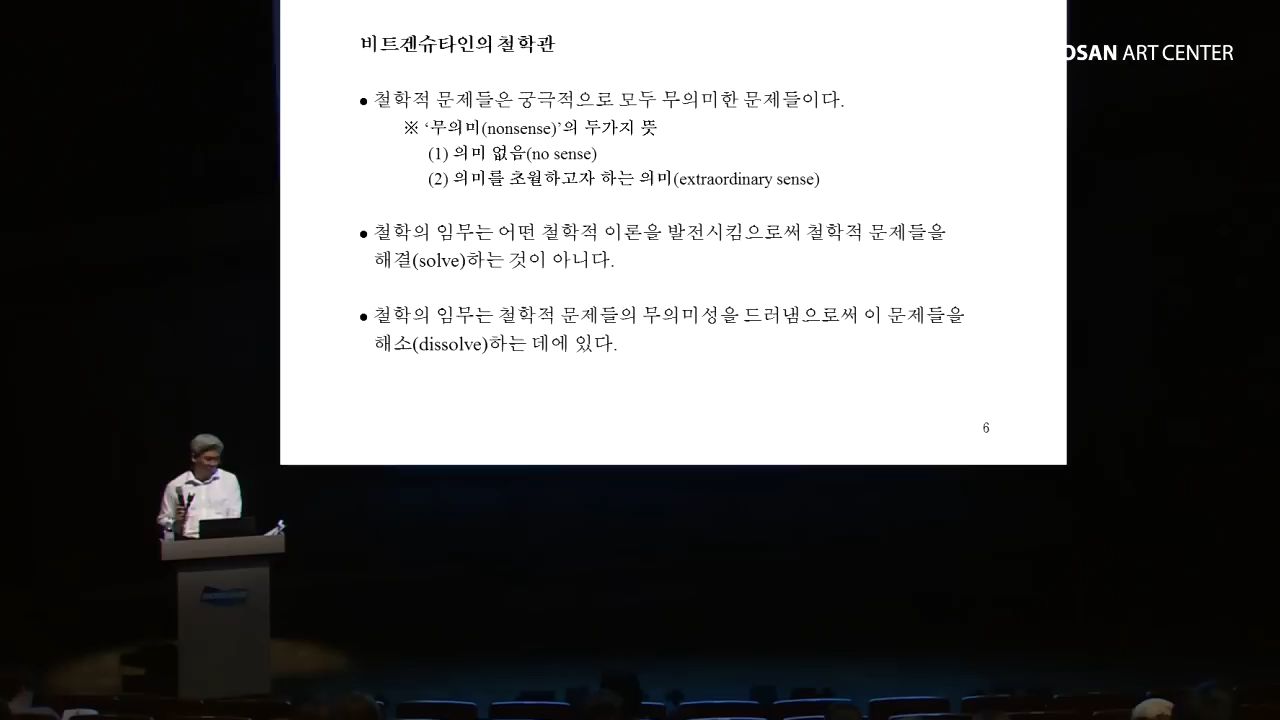 비트겐슈타인의 철학관
OSAN ART CENTER
● 철학적 문제들은 궁극적으로 모두 무의미한 문제들이다.
※ ‘무의미(nonsense)’의 두가지 뜻
(1) 의미 없음(no sense)
(2) 의미를 초월하고자 하는 의미(extraordinary sense)
● 철학의 임무는 어떤 철학적 이론을 발전시킴으로써 철학적 문제들을
해결(solve)하는 것이 아니다.
● 철학의 임무는 철학적 문제들의 무의미성을 드러냄으로써 이 문제들을
해소(dissolve)하는 데에 있다.
6